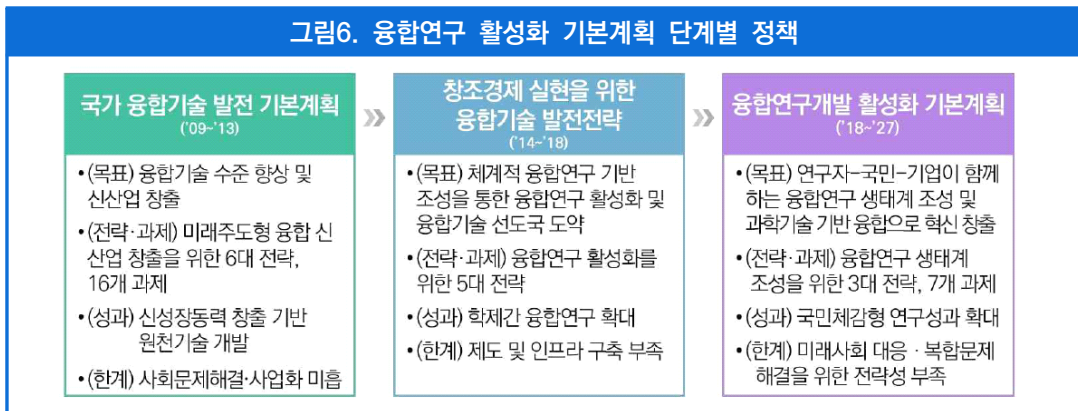 그림6. 융합연구 활성화 기본계획 단계별 정책
국가 융합기술 발전 기본계획
('09~'13)
•(목표) 융합기술 수준 향상 및
신산업 창출
•(전략·과제) 미래주도형 융합 신
산업 창출을 위한 6대 전략,
16개 과제
•(성과) 신성장동력 창출 기반
원천기술 개발
•(한계) 사회문제해결·사업화 미흡
»
창조경제 실현을 위한
융합기술 발전전략
('14~'18)
•(목표) 체계적 융합연구 기반
조성을 통한 융합연구 활성화 및
융합기술 선도국 도약
•(전략·과제) 융합연구 활성화를
위한 5대 전략
•(성과) 학제간 융합연구 확대
•(한계) 제도 및 인프라 구축 부족
»
융합연구개발 활성화 기본계획
('18~'27)
•(목표) 연구자-국민-기업이 함께
하는 융합연구 생태계 조성 및
과학기술 기반 융합으로 혁신 창출
•(전략·과제) 융합연구 생태계
조성을 위한 3대 전략, 7개 과제
•(성과) 국민체감형 연구성과 확대
•(한계) 미래사회 대응·복합문제
해결을 위한 전략성 부족